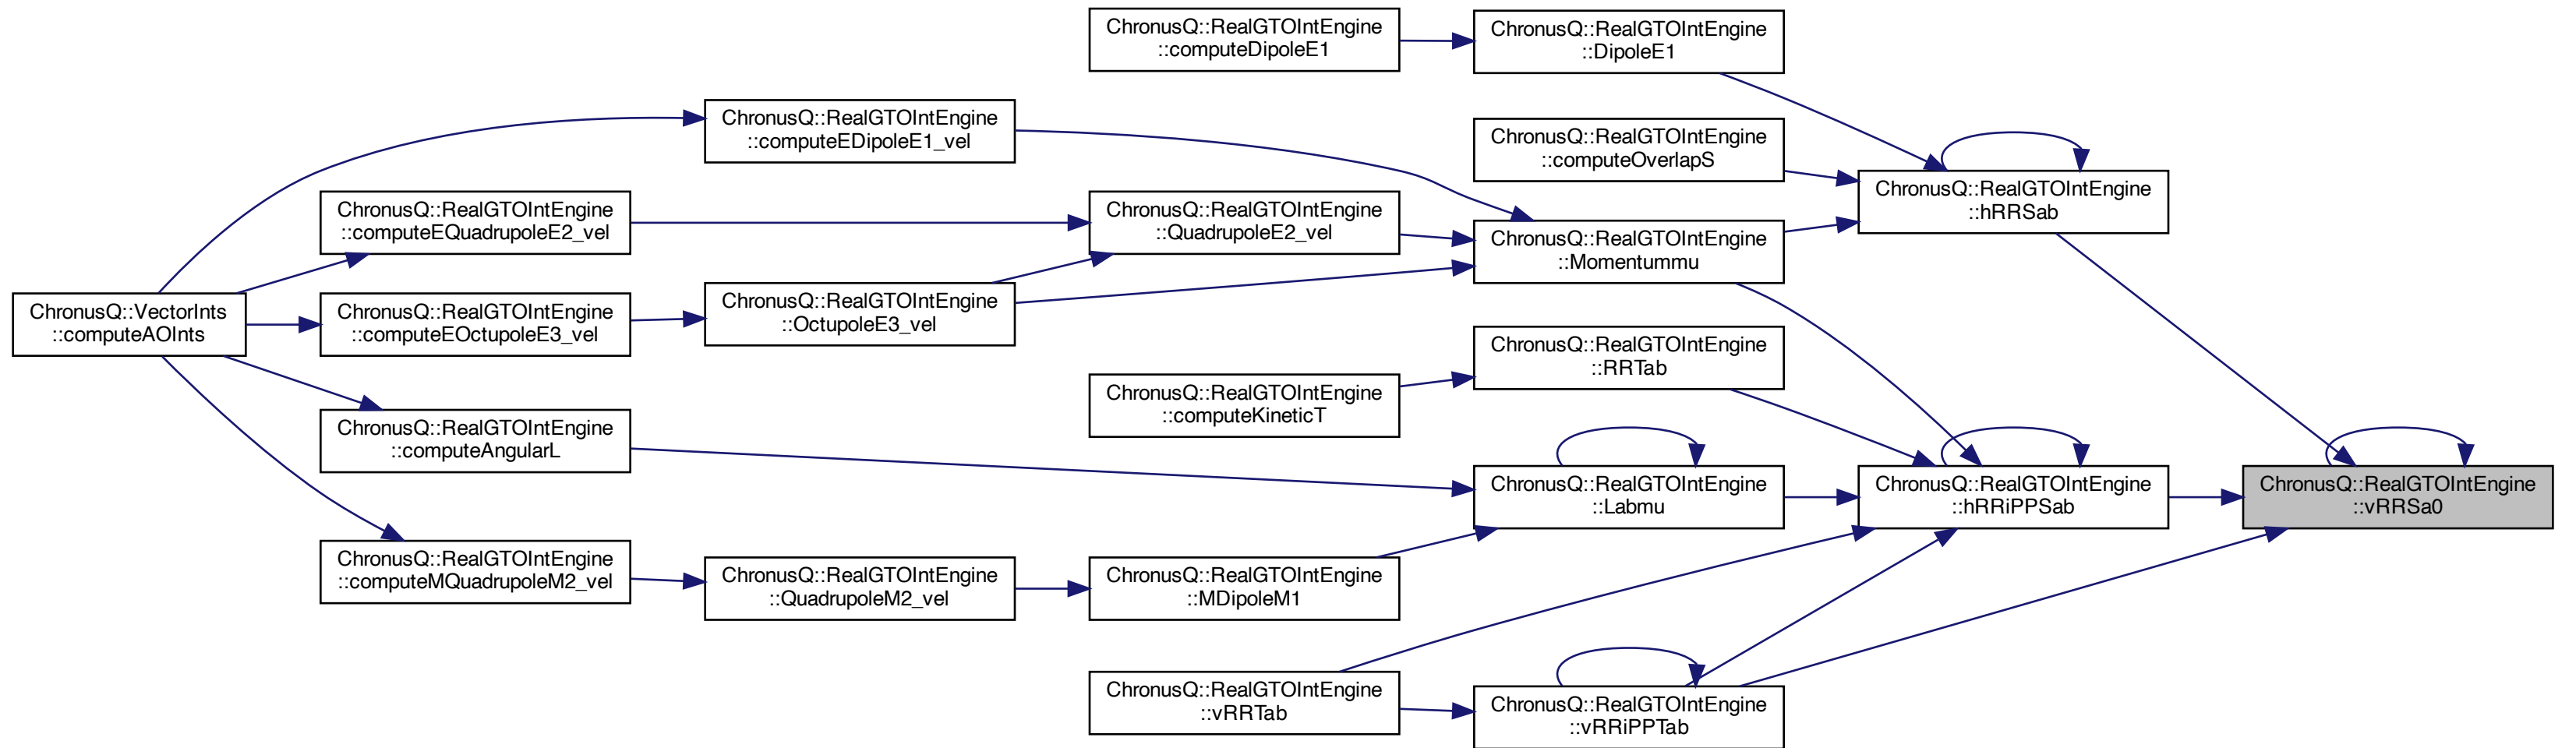 ChronusQ::RealGTOIntEngine
::computeDipoleE1
ChronusQ::RealGTOIntEngine
::DipoleE1
ChronusQ::RealGTOIntEngine
::computeEDipoleE1_vel
ChronusQ::RealGTOIntEngine
::computeOverlapS
ChronusQ::RealGTOIntEngine
::hRRSab
ChronusQ::RealGTOIntEngine
::computeEQuadrupoleE2_vel
ChronusQ::RealGTOIntEngine
::QuadrupoleE2_vel
ChronusQ::RealGTOIntEngine
::Momentummu
ChronusQ::VectorInts
::computeAOInts
ChronusQ::RealGTOIntEngine
::computeEOctupoleE3_vel
ChronusQ::RealGTOIntEngine
::OctupoleE3_vel
ChronusQ::RealGTOIntEngine
::RRTab
ChronusQ::RealGTOIntEngine
::computeKineticT
ChronusQ::RealGTOIntEngine
::computeAngularL
ChronusQ::RealGTOIntEngine
::Labmu
ChronusQ::RealGTOIntEngine
::hRRiPPSab
ChronusQ::RealGTOIntEngine
::vRRSa0
ChronusQ::RealGTOIntEngine
::computeMQuadrupoleM2_vel
ChronusQ::RealGTOIntEngine
::QuadrupoleM2_vel
ChronusQ::RealGTOIntEngine
::MDipoleM1
ChronusQ::RealGTOIntEngine
::vRRTab
ChronusQ::RealGTOIntEngine
::vRRiPPTab